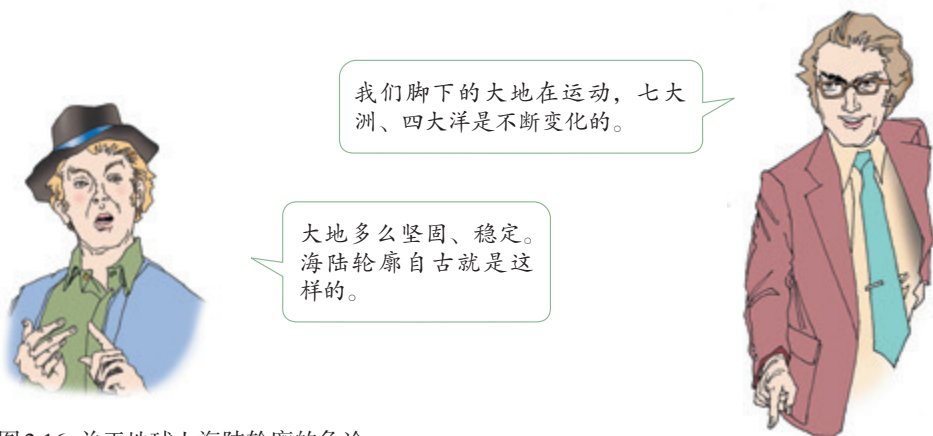 我们脚下的大地在运动，七大
洲、四大洋是不断变化的。
大地多么坚固、稳定。
海陆轮廓自古就是这
样的。